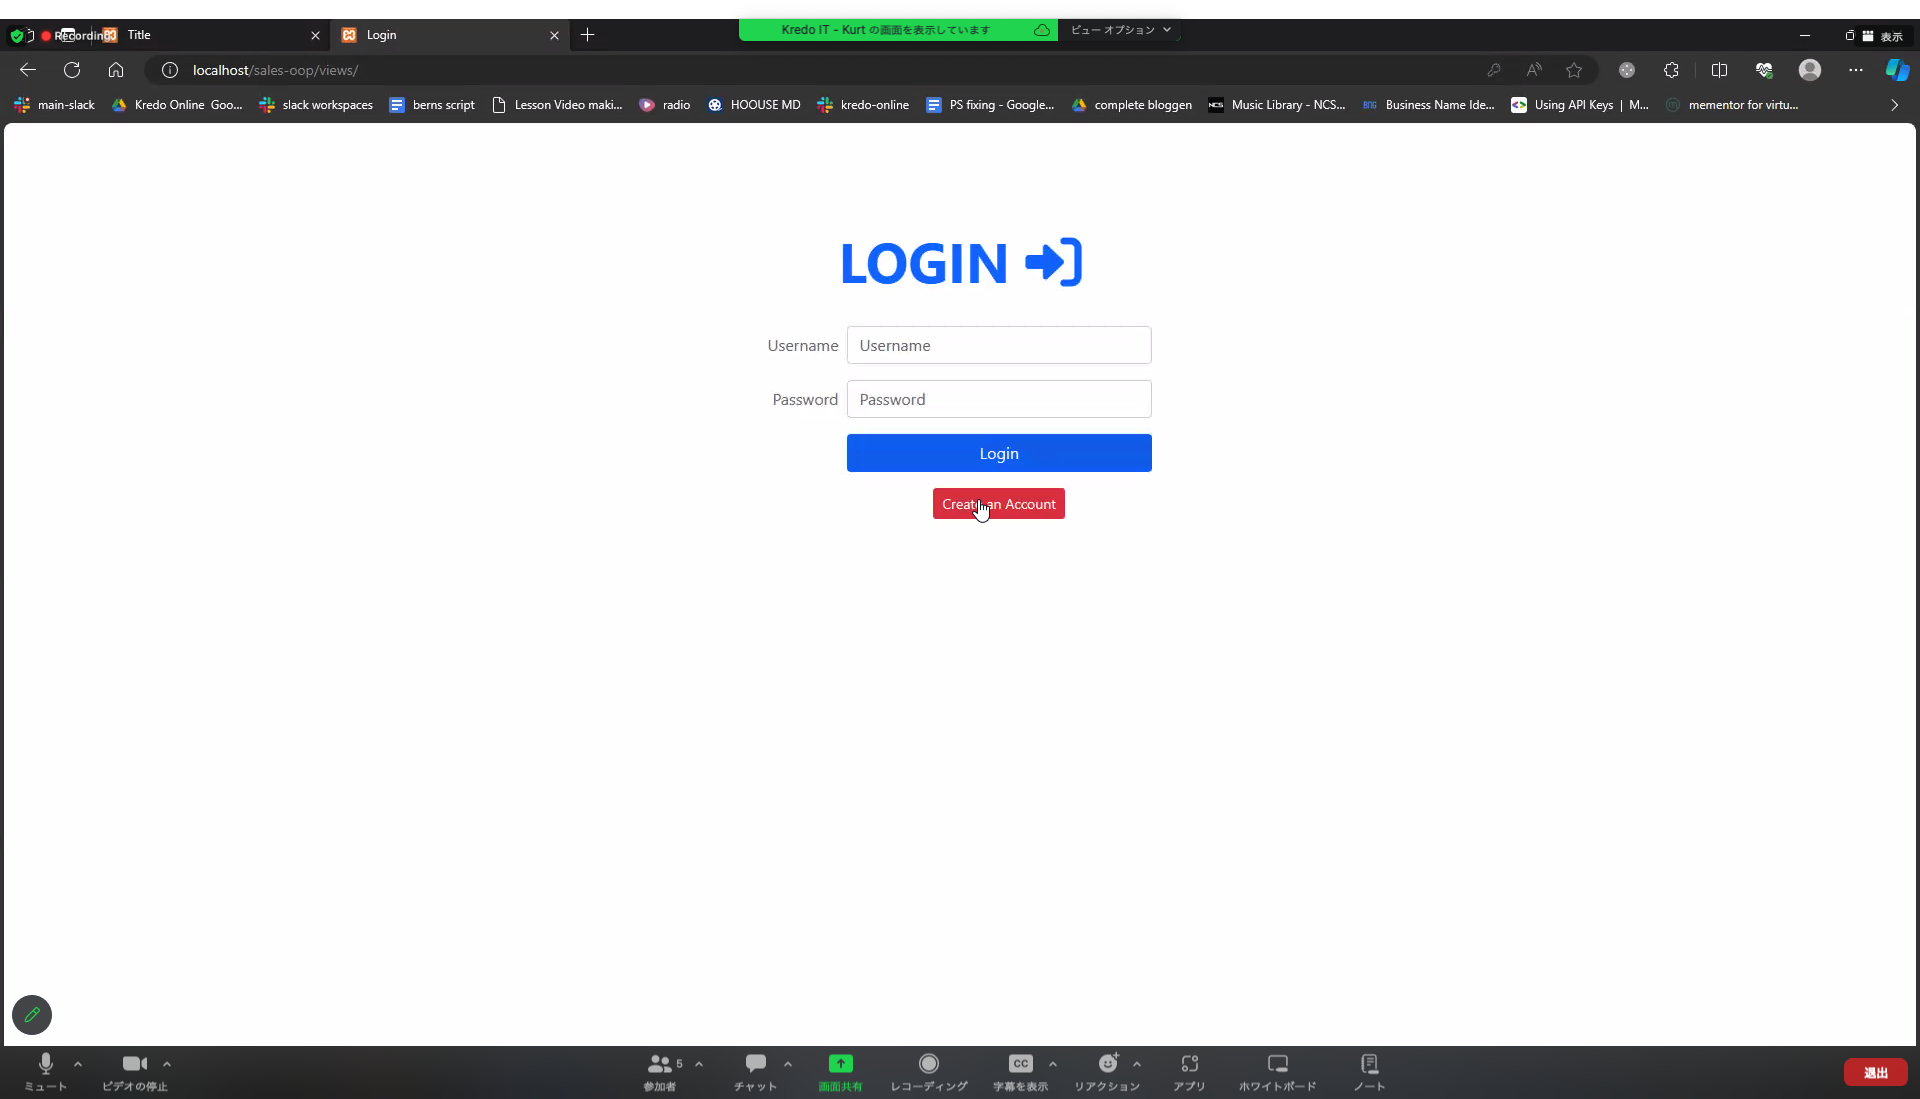 Recording
Title
Login
Kredo IT - Kurt の画面を表示しています
ビュー オプション
表示
localhost/sales-oop/views/
main-slack
Kredo Online Goo...
slack workspaces
berns script
Lesson Video maki...
radio
HOOUSE MD
kredo-online
PS fixing - Google...
complete bloggen
NCS
Music Library - NCS...
BNG
Business Name Ide...
Using API Keys | M...
mementor for virtu...
LOGIN
Username
Username
Password
Password
Login
Create an Account
ミュート
ビデオの停止
5
参加者
チャット
画面共有
レコーディング
CC
字幕を表示
リアクション
アプリ
ホワイトボード
ノート
退出